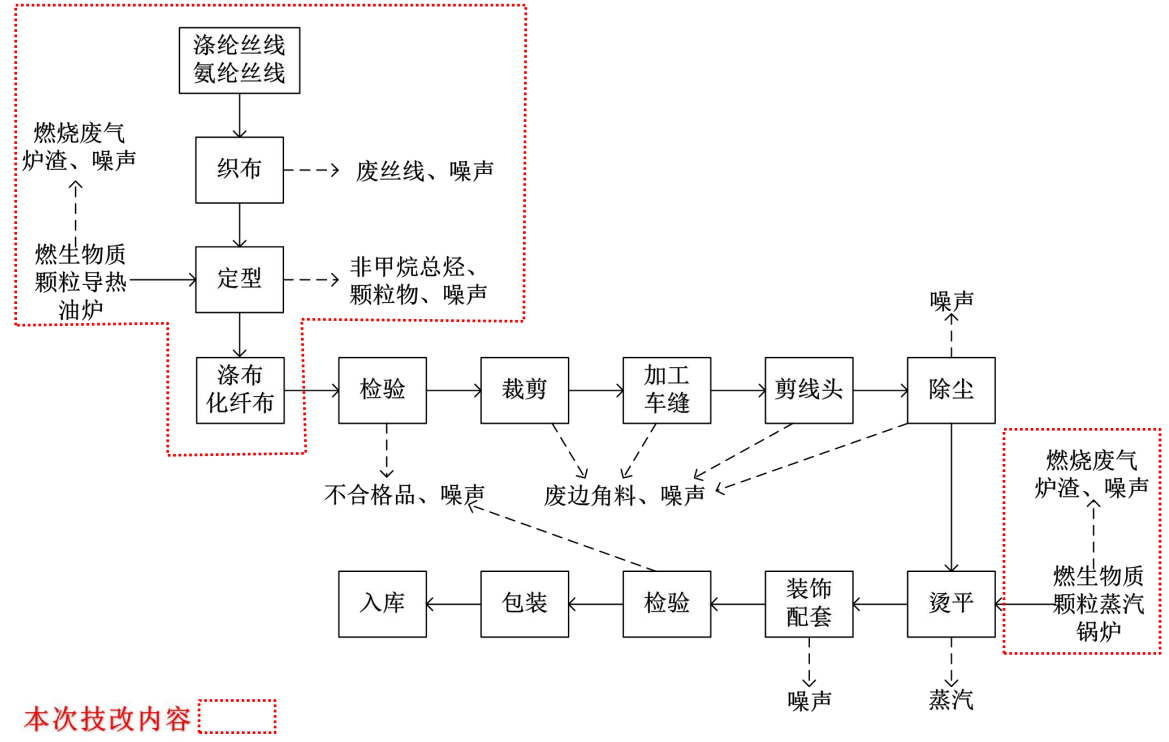 涤纶丝线
氨纶丝线
燃烧废气
炉渣、噪声
织布
废丝线、噪声
燃生物质
颗粒导热
油炉
定型
非甲烷总烃、
颗粒物、噪声
噪声
涤布
化纤布
检验
裁剪
加工
车缝
剪线头
除尘
不合格品、噪声
废边角料、噪声
燃烧废气
炉渣、噪声
入库
包装
检验
装饰
配套
烫平
燃生物质
颗粒蒸汽
锅炉
噪声
蒸汽
本次技改内容